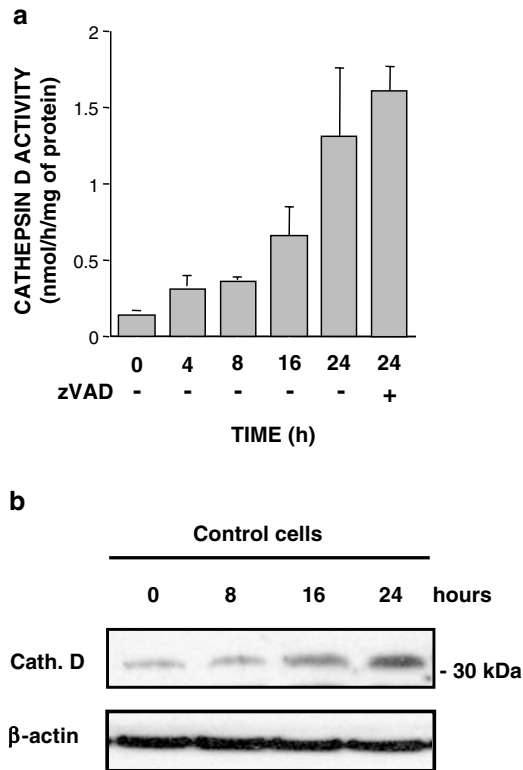 a
CATHEPSIN D ACTIVITY
(nmol/h/mg of protein)
2
1.5
1
0.5
0
0 4 8 16 24 24
zVAD - - - - - +
TIME (h)
b
Control cells
0 8 16 24 hours
Cath. D - 30 kDa
β-actin